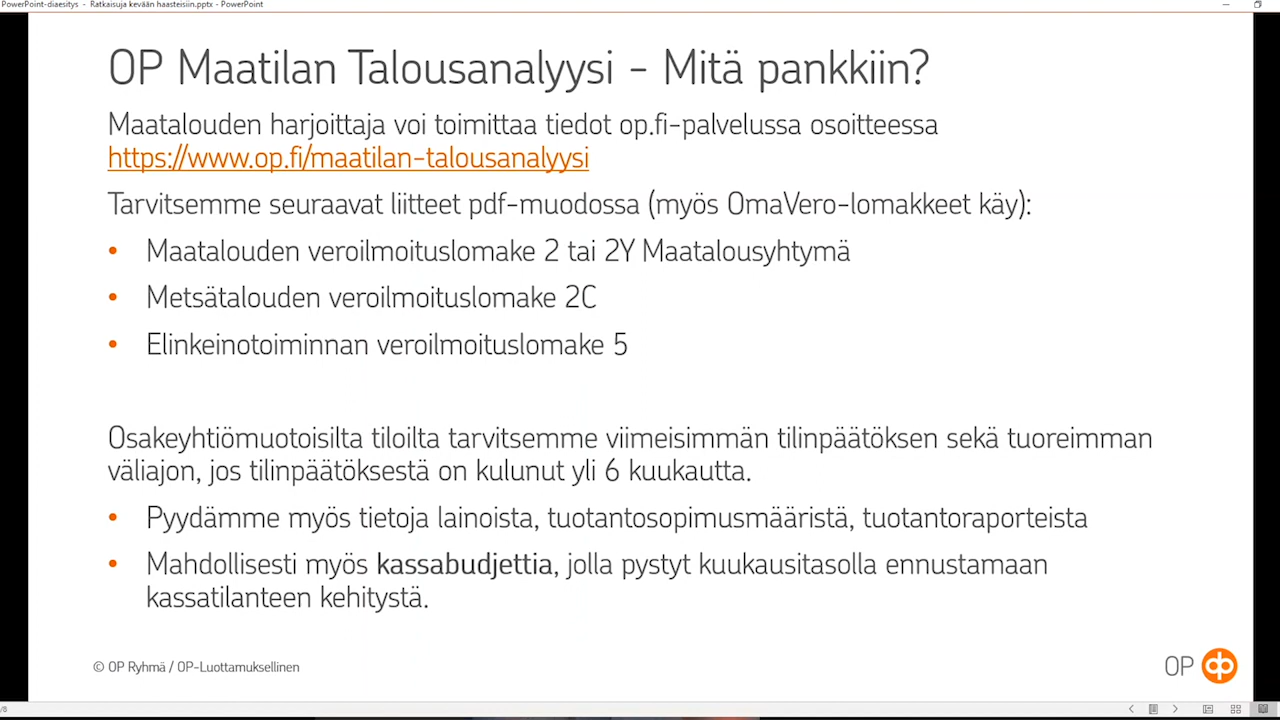 PowerPoint-diaesitys - Ratkaisuja kevään haasteisiin.pptx - PowerPoint
OP Maatilan Talousanalyysi - Mitä pankkiin?
Maatalouden harjoittaja voi toimittaa tiedot op.fi-palvelussa osoitteessa
https://www.op.fi/maatilan-talousanalyysi
Tarvitsemme seuraavat liitteet pdf-muodossa (myös OmaVero-lomakkeet käy):
• Maatalouden veroilmoituslomake 2 tai 2Y Maatalousyhtymä
• Metsätalouden veroilmoituslomake 2C
• Elinkeinotoiminnan veroilmoituslomake 5
Osakeyhtiömuotoisilta tiloilta tarvitsemme viimeisimmän tilinpäätöksen sekä tuoreimman
väliajon, jos tilinpäätöksestä on kulunut yli 6 kuukautta.
• Pyydämme myös tietoja lainoista, tuotantosopimusmääristä, tuotantoraporteista
• Mahdollisesti myös kassabudjettia, jolla pystyt kuukausitasolla ennustamaan
kassatilanteen kehitystä.
© OP Ryhmä / OP-Luottamuksellinen
OP
/8